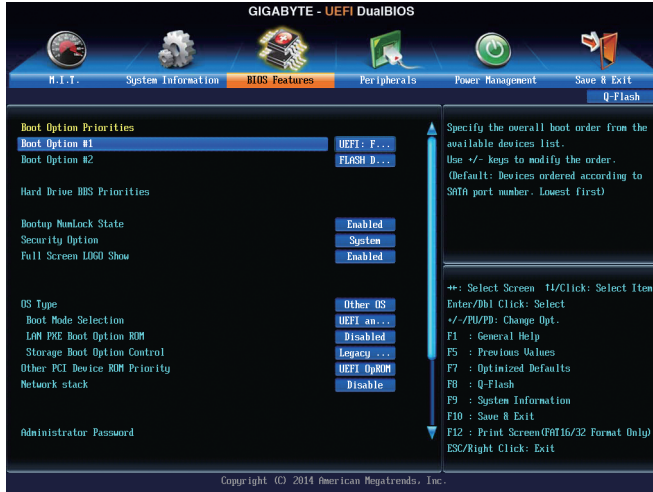 GIGABYTE - UEFI DualBIOS
M.I.T. System Information BIOS Features Peripherals Power Management Save & Exit
Q-Flash
Boot Option Priorities
Boot Option #1 UEFI: F...
Boot Option #2 FLASH D...
Hard Drive BBS Priorities
Bootup NumLock State Enabled
Security Option System
Full Screen LOGO Show Enabled
OS Type Other OS
Boot Mode Selection UEFI an...
LAN PXE Boot Option ROM Disabled
Storage Boot Option Control Legacy ...
Other PCI Device ROM Priority UEFI OpROM
Network stack Disable
Administrator Password
Specify the overall boot order from the
available devices list.
Use +/- keys to modify the order.
(Default: Devices ordered according to
SATA port number. Lowest first)
→←: Select Screen ↑↓/Click: Select Item
Enter/Dbl Click: Select
+/-/PU/PD: Change Opt.
F1 : General Help
F5 : Previous Values
F7 : Optimized Defaults
F8 : Q-Flash
F9 : System Information
F10 : Save & Exit
F12 : Print Screen(FAT16/32 Format Only)
ESC/Right Click: Exit
Copyright (C) 2014 American Megatrends, Inc.